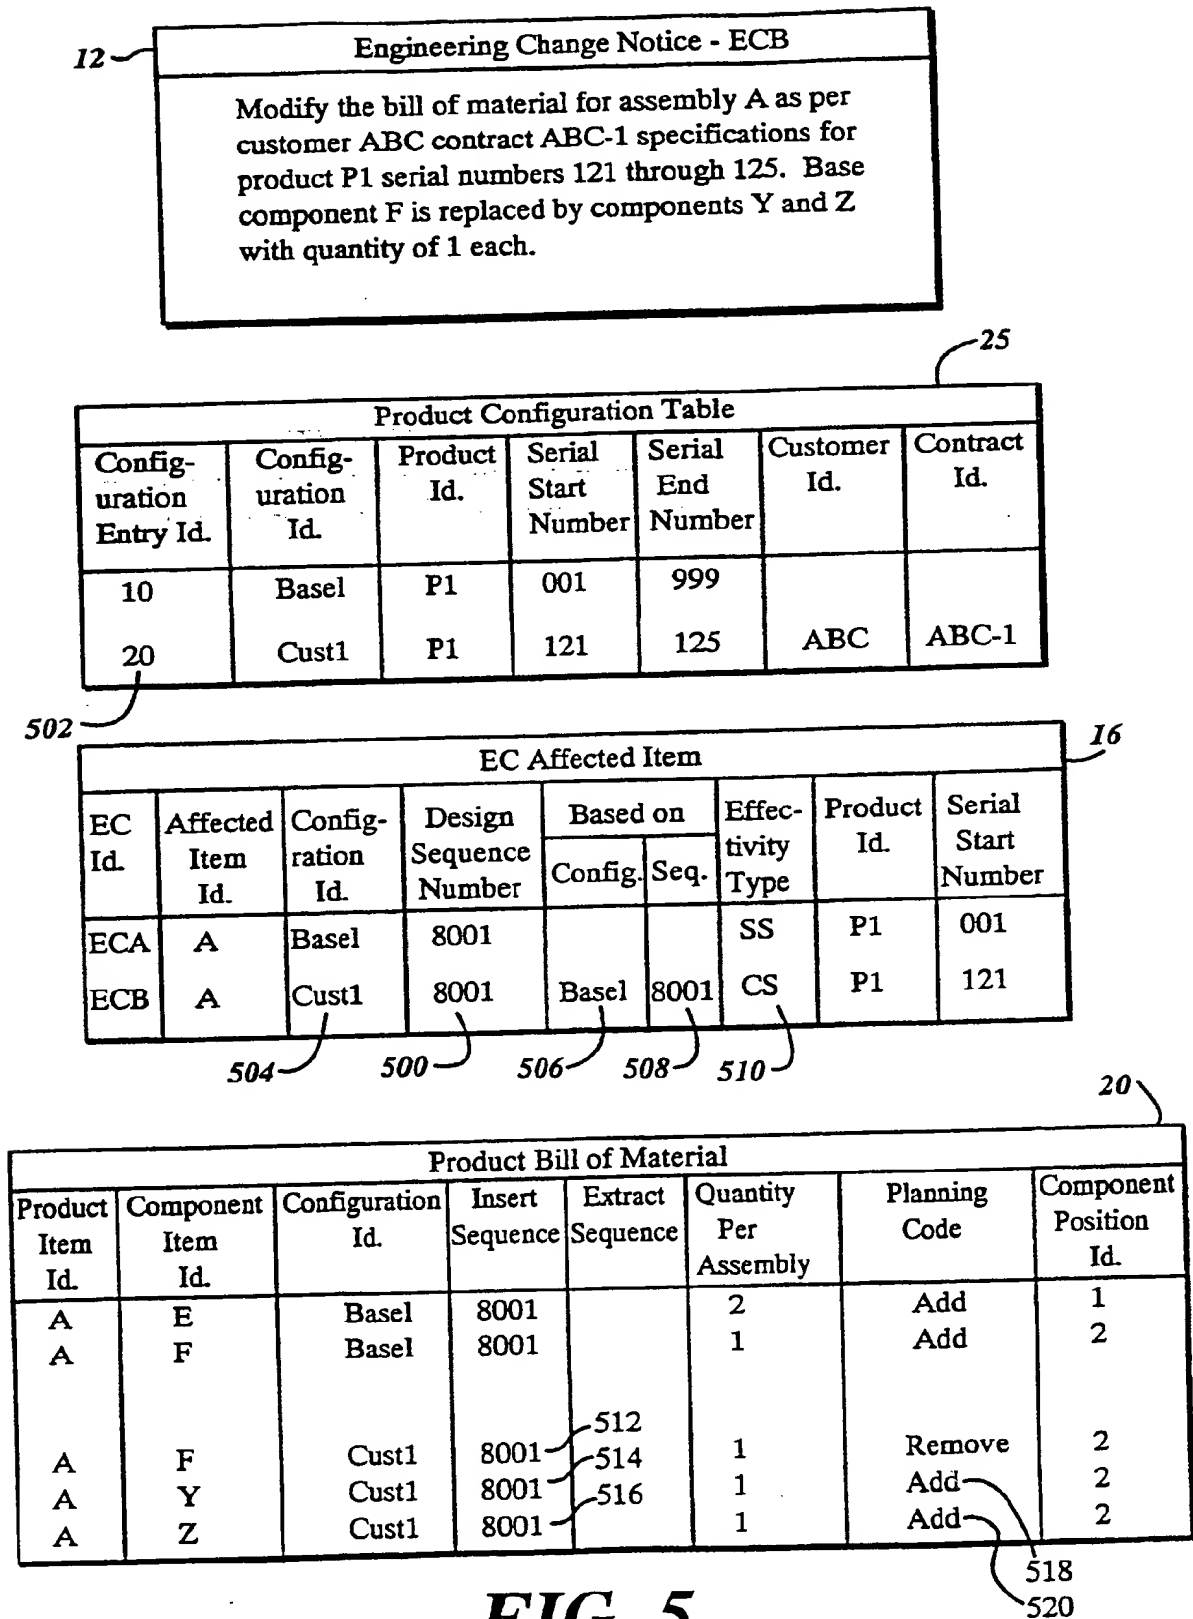 12
Engineering Change Notice - ECB
Modify the bill of material for assembly A as per
customer ABC contract ABC-1 specifications for
product P1 serial numbers 121 through 125. Base
component F is replaced by components Y and Z
with quantity of 1 each.
25
Product Configuration Table
Config- Config- Product Serial Serial Customer Contract
uration uration Id. Start End Id. Id.
Entry Id. Id. Number Number
10 Basel P1 001 999
20 Cust1 P1 121 125 ABC ABC-1
502
16
EC Affected Item
EC Affected Config- Design Based on Effec- Product Serial
Id. Item ration Sequence Config. Seq. tivity Id. Start
Id. Id. Number Type Number
ECA A Basel 8001 SS P1 001
ECB A Cust1 8001 Basel 8001 CS P1 121
504 500 506 508 510
20
Product Bill of Material
Product Component Configuration Insert Extract Quantity Planning Component
Item Item Id. Sequence Sequence Per Code Position
Id. Id. Assembly Id.
A E Basel 8001 2 Add 1
A F Basel 8001 1 Add 2
512
A F Cust1 8001 514 1 Remove 2
A Y Cust1 8001 516 1 Add 2
A Z Cust1 8001 1 Add 2
518
520
FIG. 5